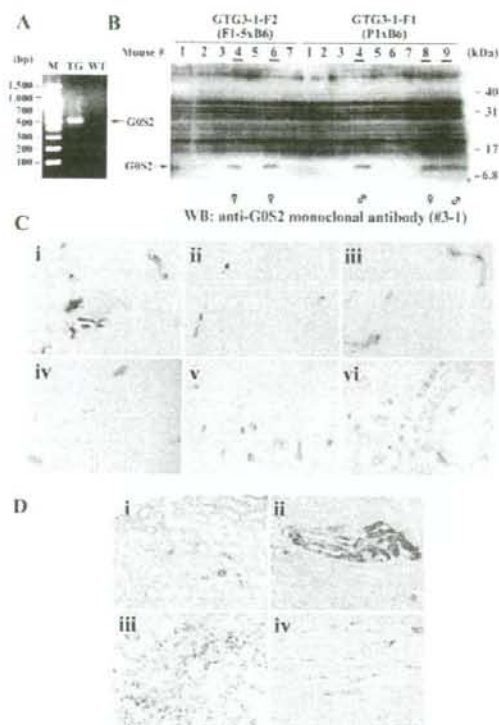 A
B
GTG3-1-F2 GTG3-1-F1
(F1-5xB6) (P1xB6)
Mouse # 1 2 3 4 5 6 7 1 2 3 4 5 6 7 8 9 (kDa)
(bp) M TG WT
1,500
1,000
700
600
300
200
100
G0S2
G0S2
40
31
17
6.8
♀ ♀ ♂ ♀ ♂
WB: anti-G0S2 monoclonal antibody (#3-1)
C
i ii iii
iv v vi
D
i ii
iii iv